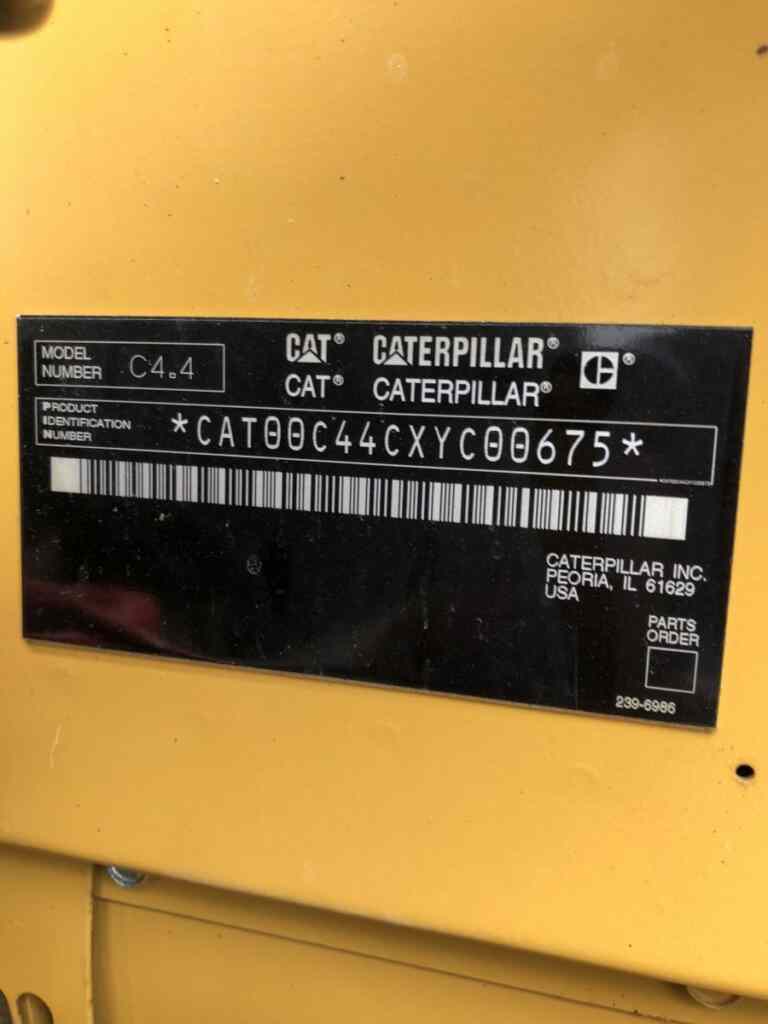 MODEL
NUMBER C4.4
CAT® CATERPILLAR® ®
CAT® CATERPILLAR®
PRODUCT
IDENTIFICATION
NUMBER
*CAT00C44CXYC00675*
CATERPILLAR INC.
PEORIA, IL 61629
USA
PARTS
ORDER
239-6986